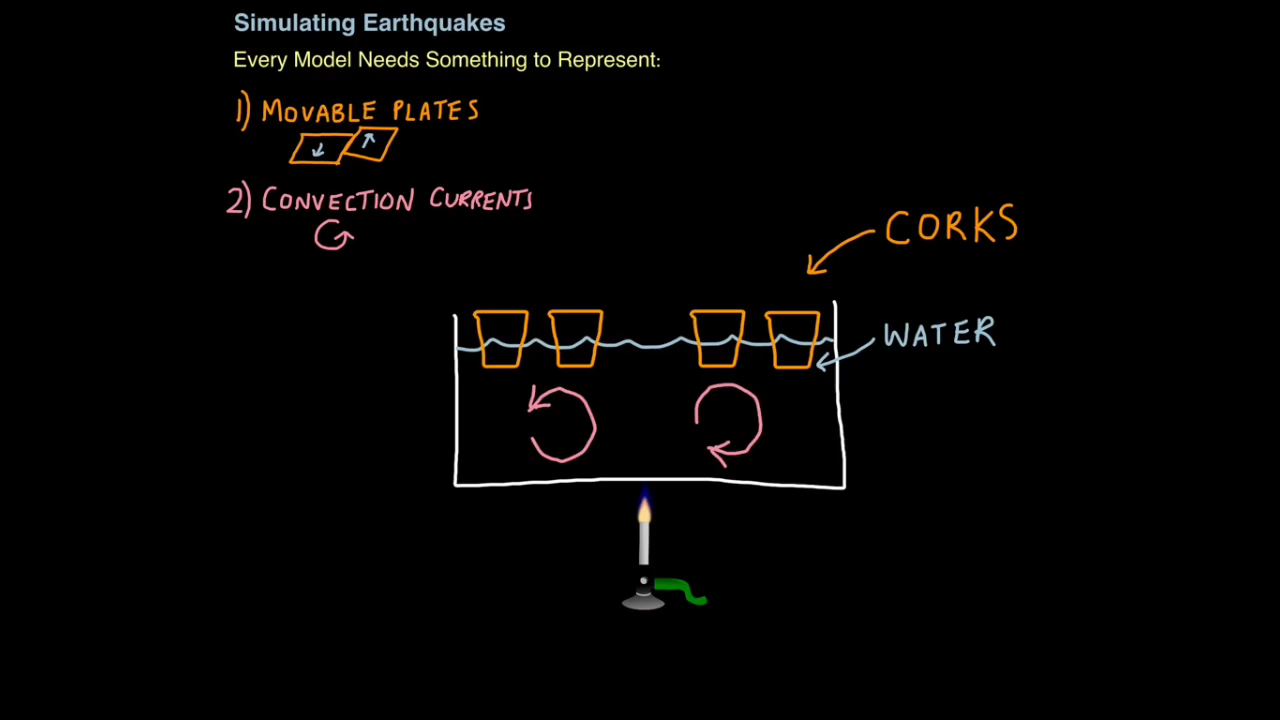 Simulating Earthquakes
Every Model Needs Something to Represent:
1) MOVABLE PLATES
2) CONVECTION CURRENTS
CORKS
WATER